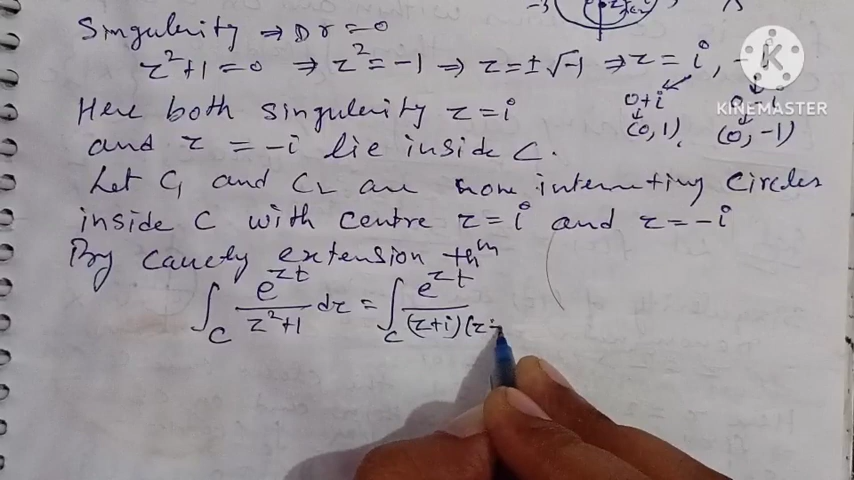 -3
Singularity ⇒ Dr = 0
z²+1=0 ⇒ z² = -1 ⇒ z = ± √-1 ⇒ z = i, -i
Here both singularity z = i
0+i
(0, 1), (0, -1)
KINEMASTER
and z = -i lie inside C.
Let C₁ and C₂ are non intersecting circles
inside C with centre z = i and z = -i
By cauchy extension thᵐ
∫_C e^{zt}/(z²+1) dz = ∫_C e^{zt}/(z+i)(z-